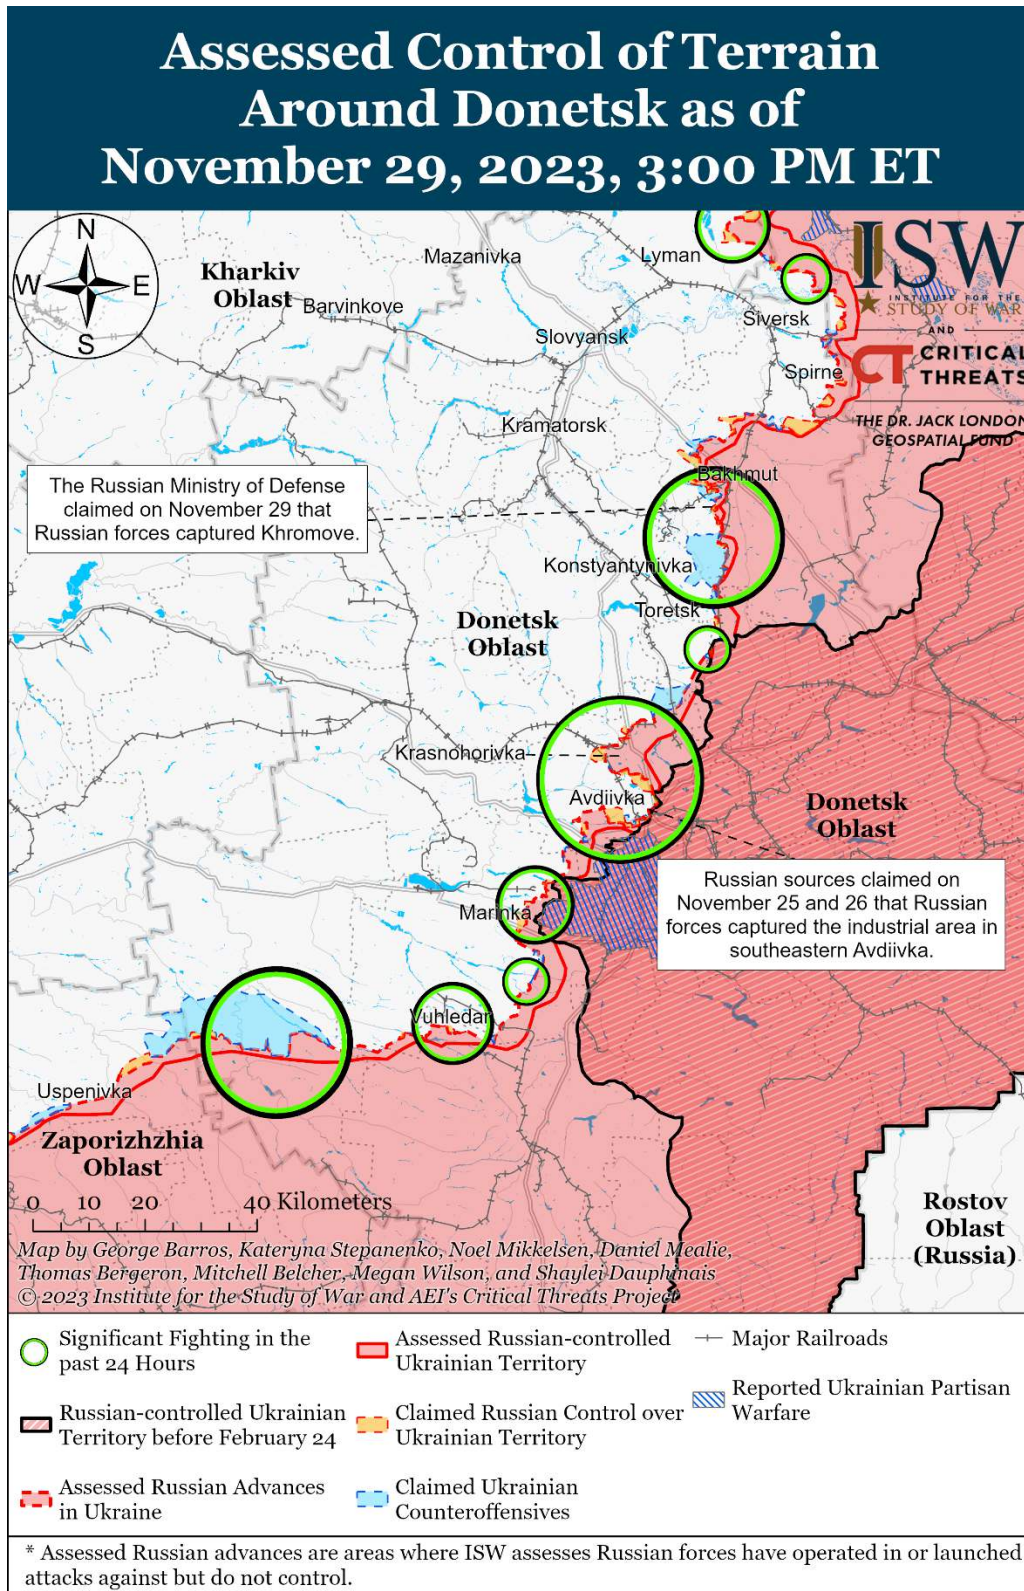 Assessed Control of Terrain
Around Donetsk as of
November 29, 2023, 3:00 PM ET
N
W
E
S
Kharkiv
Oblast
Mazanivka
Lyman
ISW
INSTITUTE FOR THE
STUDY OF WAR
AND
CT CRITICAL
THREATS
THE DR. JACK LONDON
GEOSPATIAL FUND
Barvinkove
Slovyansk
Siversk
Spirne
Kramatorsk
Bakhmut
The Russian Ministry of Defense
claimed on November 29 that
Russian forces captured Khromove.
Konstyantynivka
Toretsk
Donetsk
Oblast
Krasnohorivka
Avdiivka
Donetsk
Oblast
Russian sources claimed on
November 25 and 26 that Russian
forces captured the industrial area in
southeastern Avdiivka.
Marinka
Vuhledar
Uspenivka
Zaporizhzhia
Oblast
Rostov
Oblast
(Russia)
0 10 20 40 Kilometers
Map by George Barros, Kateryna Stepanenko, Noel Mikkelsen, Daniel Mealie,
Thomas Bergeron, Mitchell Belcher, Megan Wilson, and Shaylei Dauphinais
© 2023 Institute for the Study of War and AEI's Critical Threats Project
Significant Fighting in the
past 24 Hours
Russian-controlled Ukrainian
Territory before February 24
Assessed Russian Advances
in Ukraine
Assessed Russian-controlled
Ukrainian Territory
Claimed Russian Control over
Ukrainian Territory
Claimed Ukrainian
Counteroffensives
Major Railroads
Reported Ukrainian Partisan
Warfare
* Assessed Russian advances are areas where ISW assesses Russian forces have operated in or launched
attacks against but do not control.